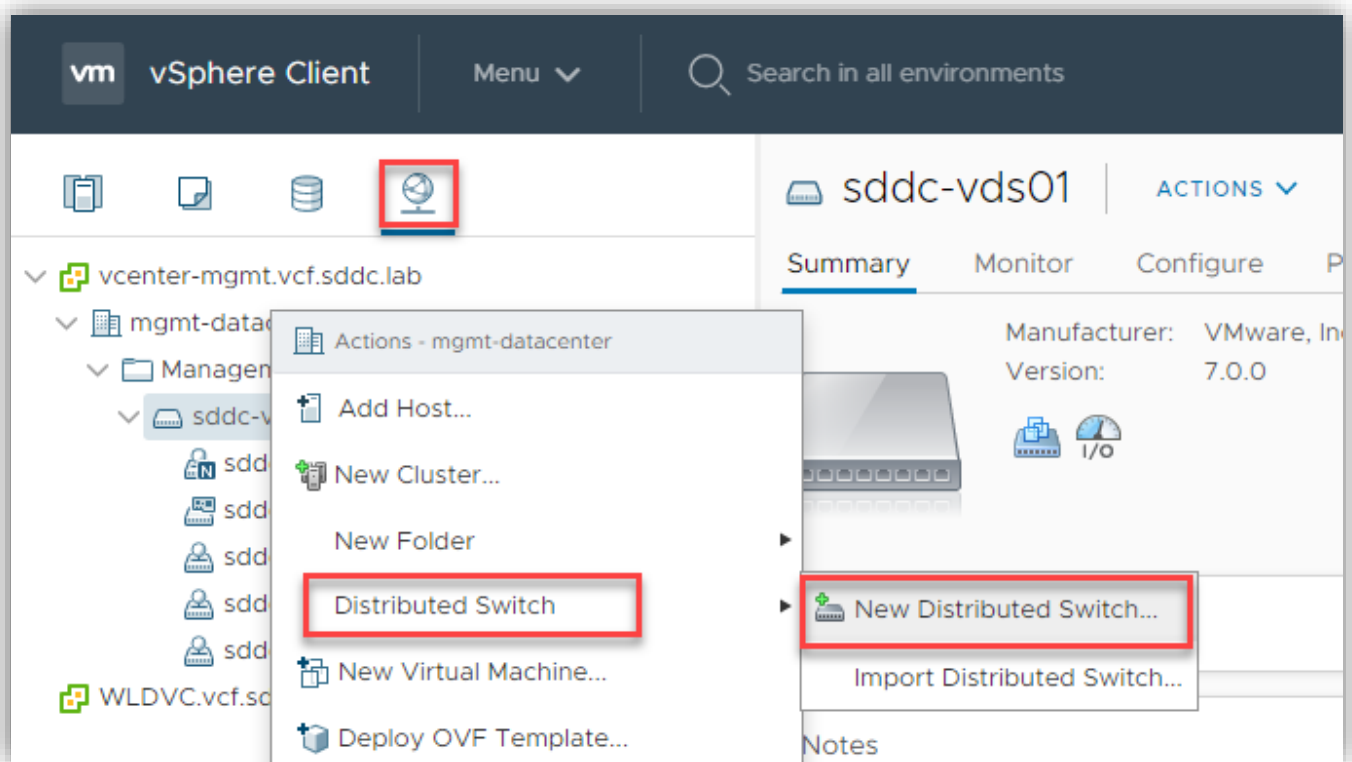 vm vSphere Client Menu Search in all environments
sddc-vds01 ACTIONS
Summary Monitor Configure P
vcenter-mgmt.vcf.sddc.lab
mgmt-datac
Managem
sddc-v
sdd
sdd
sdd
sdd
sdd
WLDVC.vcf.sd
Actions - mgmt-datacenter
Add Host...
New Cluster...
New Folder
Distributed Switch
New Virtual Machine...
Deploy OVF Template...
New Distributed Switch...
Import Distributed Switch...
Manufacturer: VMware, In
Version: 7.0.0
I/O
Notes